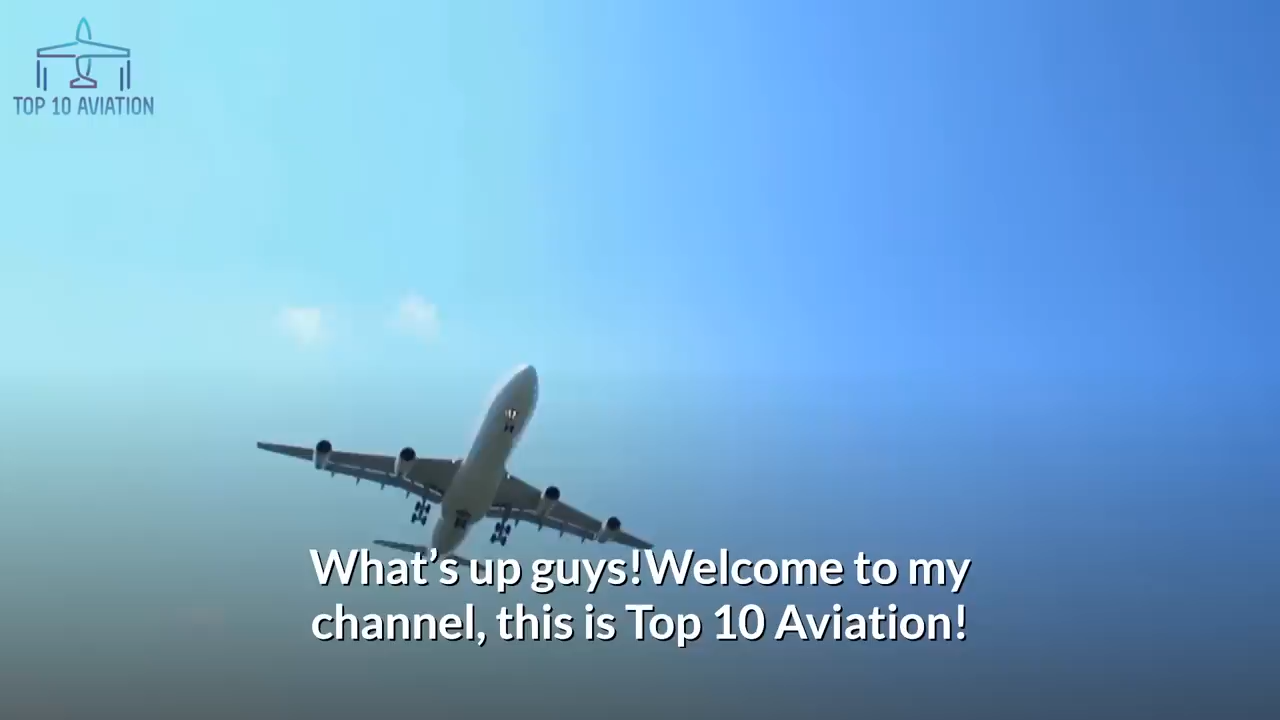 TOP 10 AVIATION
What’s up guys!Welcome to my
channel, this is Top 10 Aviation!